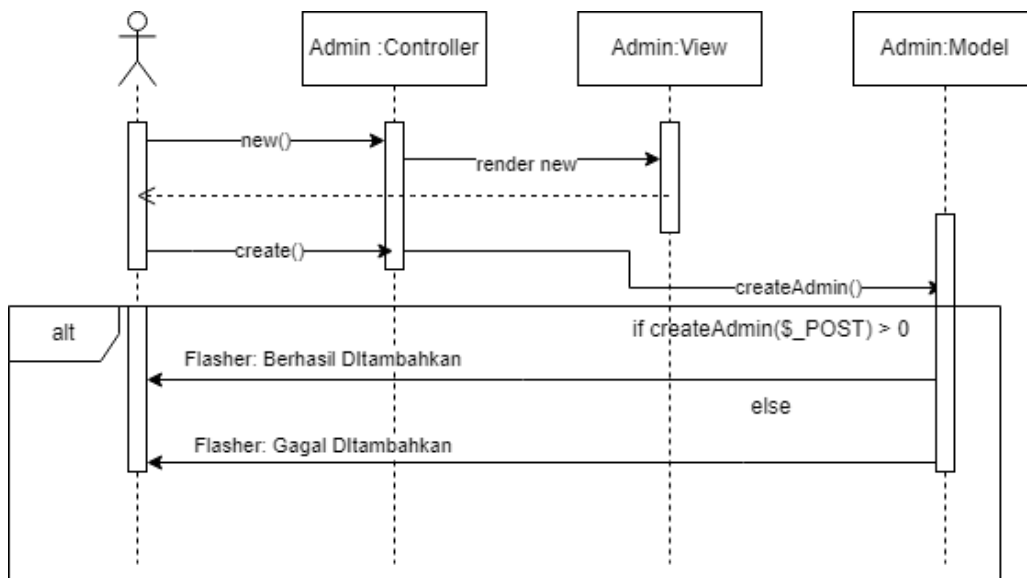 Admin :Controller
Admin:View
Admin:Model
new()
render new
create()
createAdmin()
alt
if createAdmin($_POST) > 0
Flasher: Berhasil DItambahkan
else
Flasher: Gagal DItambahkan